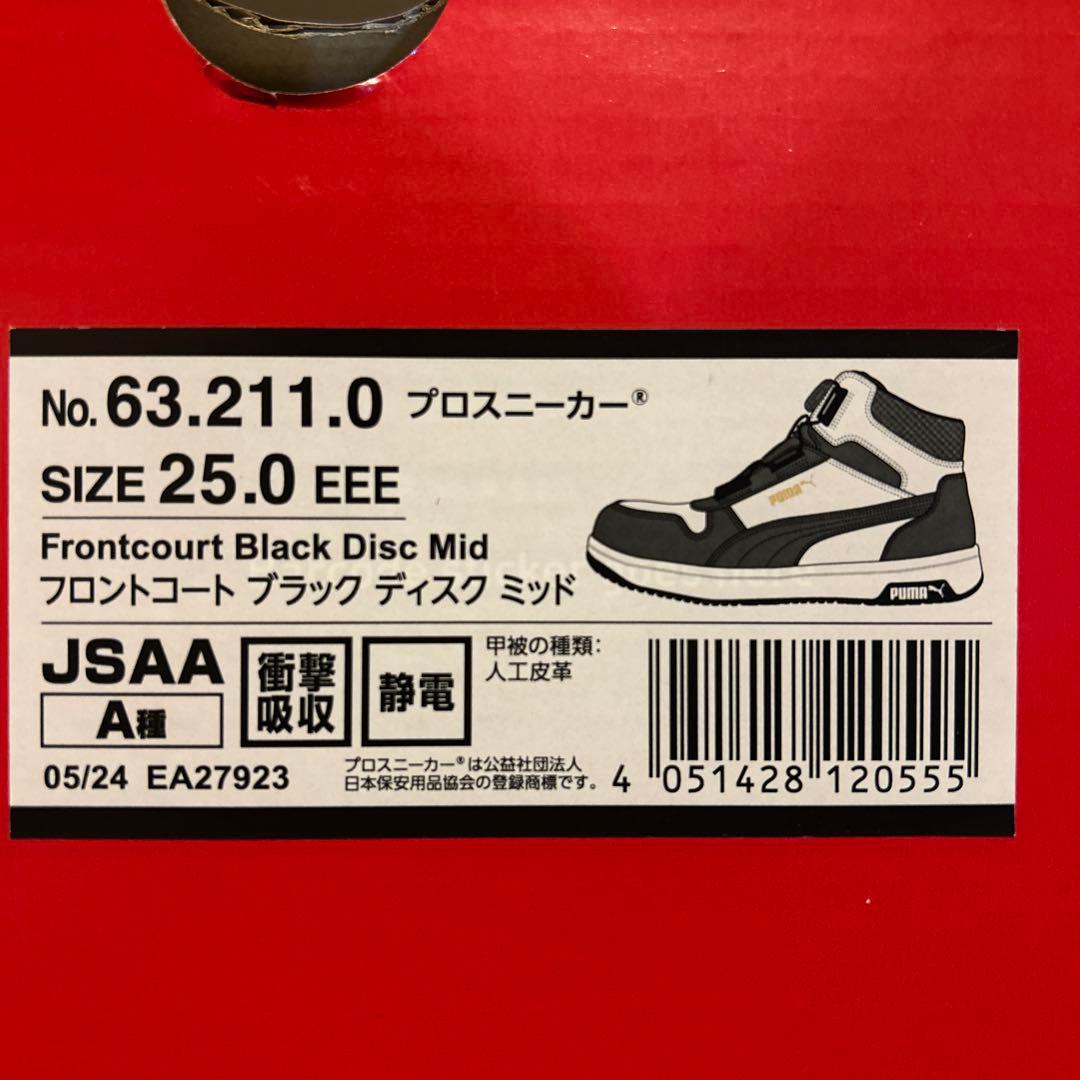 No. 63.211.0 プロスニーカー®
SIZE 25.0 EEE
Frontcourt Black Disc Mid
フロントコート ブラック ディスク ミッド
PUMA
PUMA
JSAA
A種
衝撃
吸収
静電
甲被の種類:
人工皮革
05/24 EA27923
プロスニーカー®は公益社団法人
日本保安用品協会の登録商標です。
4 051428 120555